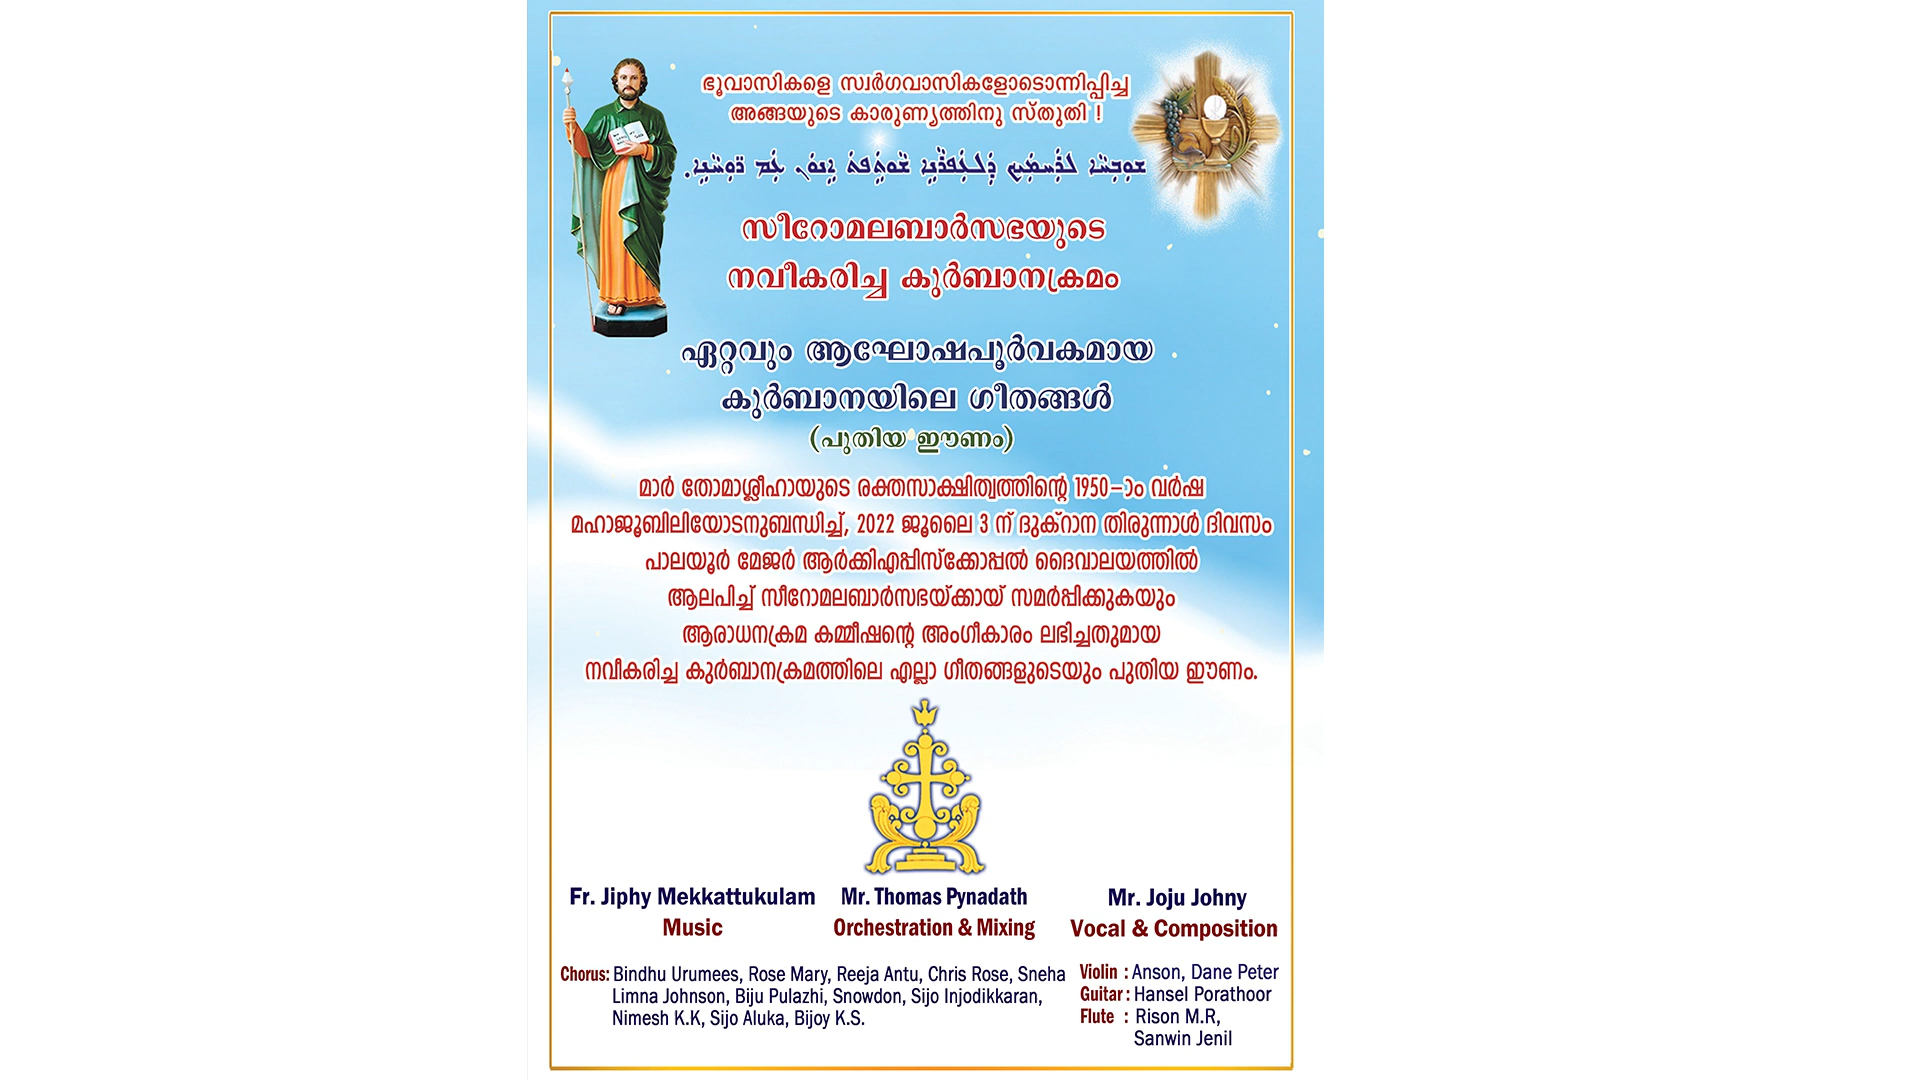 ഭൂവാസികളെ സ്വർഗവാസികളോടൊന്നിപ്പിച്ച
അങ്ങയുടെ കാരുണ്യത്തിനു സ്തുതി !
സീറോമലബാർസഭയുടെ
നവീകരിച്ച കുർബാനക്രമം
ഏറ്റവും ആഘോഷപൂർവകമായ
കുർബാനയിലെ ഗീതങ്ങൾ
(പുതിയ ഈണം)
മാർ തോമാശ്ലീഹായുടെ രക്തസാക്ഷിത്വത്തിന്റെ 1950-ാം വർഷ
മഹാജൂബിലിയോടനുബന്ധിച്ച്, 2022 ജൂലൈ 3 ന് ദുക്റാന തിരുന്നാൾ ദിവസം
പാലയൂർ മേജർ ആർക്കിഎപ്പിസ്ക്കോപ്പൽ ദൈവാലയത്തിൽ
ആലപിച്ച് സീറോമലബാർസഭയ്ക്കായ് സമർപ്പിക്കുകയും
ആരാധനക്രമ കമ്മീഷന്റെ അംഗീകാരം ലഭിച്ചതുമായ
നവീകരിച്ച കുർബാനക്രമത്തിലെ എല്ലാ ഗീതങ്ങളുടെയും പുതിയ ഈണം.
Fr. Jiphy Mekkattukulam
Music
Mr. Thomas Pynadath
Orchestration & Mixing
Mr. Joju Johny
Vocal & Composition
Chorus: Bindhu Urumees, Rose Mary, Reeja Antu, Chris Rose, Sneha
Limna Johnson, Biju Pulazhi, Snowdon, Sijo Injodikkaran,
Nimesh K.K, Sijo Aluka, Bijoy K.S.
Violin : Anson, Dane Peter
Guitar : Hansel Porathoor
Flute : Rison M.R,
Sanwin Jenil